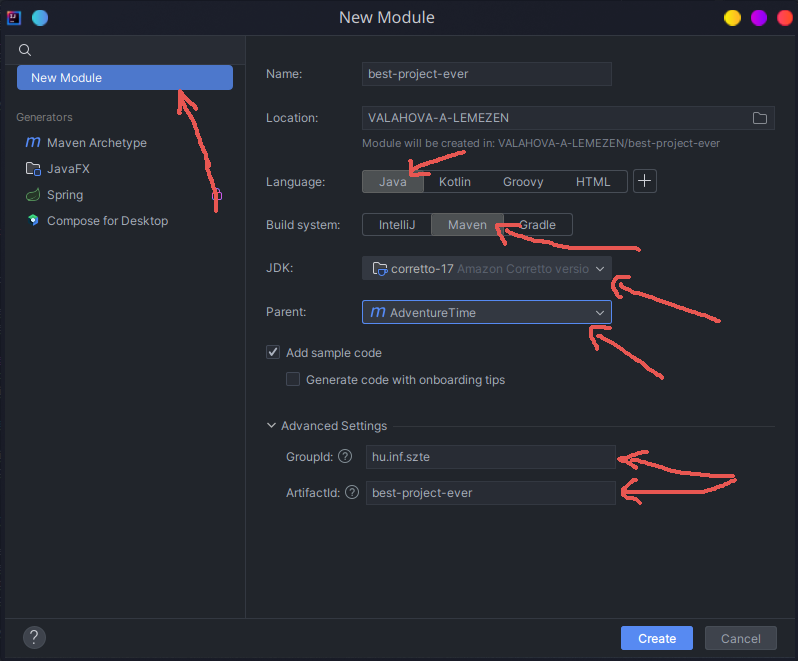 New Module
New Module
Generators
Maven Archetype
JavaFX
Spring
Compose for Desktop
Name: best-project-ever
Location: VALAHOVA-A-LEMEZEN
Module will be created in: VALAHOVA-A-LEMEZEN/best-project-ever
Language: Java Kotlin Groovy HTML +
Build system: IntelliJ Maven Gradle
JDK: corretto-17 Amazon Corretto versio
Parent: AdventureTime
Add sample code
Generate code with onboarding tips
Advanced Settings
GroupId: ? hu.inf.szte
ArtifactId: ? best-project-ever
? Create Cancel